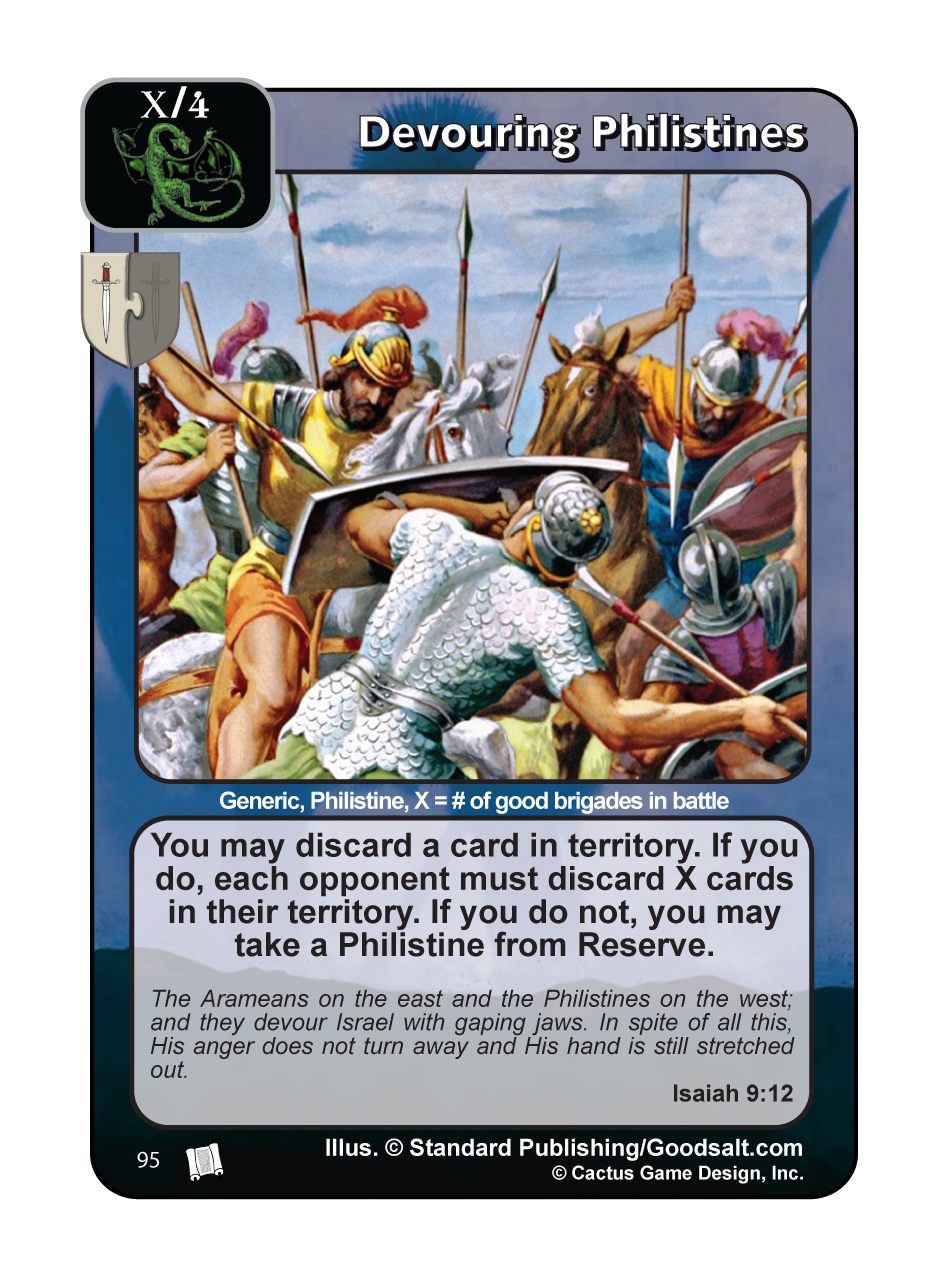 X/4
Devouring Philistines
Generic, Philistine, X = # of good brigades in battle
You may discard a card in territory. If you
do, each opponent must discard X cards
in their territory. If you do not, you may
take a Philistine from Reserve.
The Arameans on the east and the Philistines on the west;
and they devour Israel with gaping jaws. In spite of all this,
His anger does not turn away and His hand is still stretched
out.
Isaiah 9:12
95
Illus. © Standard Publishing/Goodsalt.com
© Cactus Game Design, Inc.